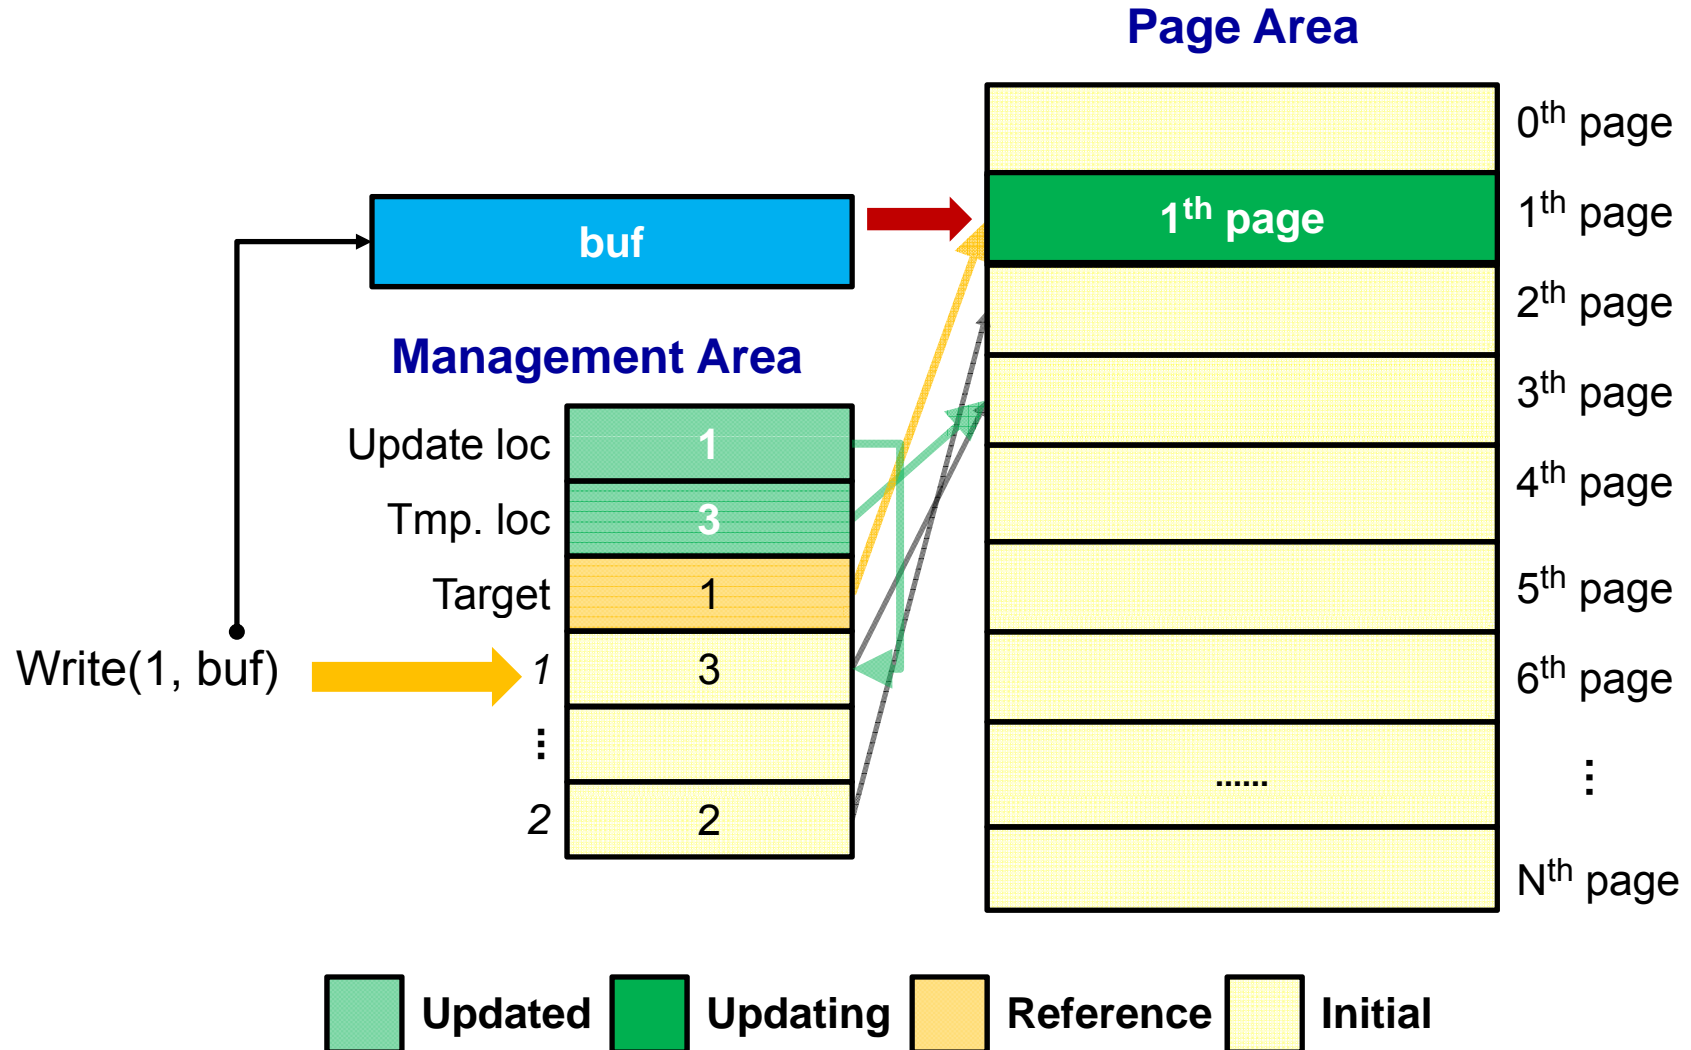 Page Area
0th page
buf
1th page
1th page
2th page
Management Area
3th page
Update loc
1
Tmp. loc
3
4th page
Target
1
5th page
Write(1, buf)
1
3
6th page
⋮
......
⋮
2
2
Nth page
Updated
Updating
Reference
Initial